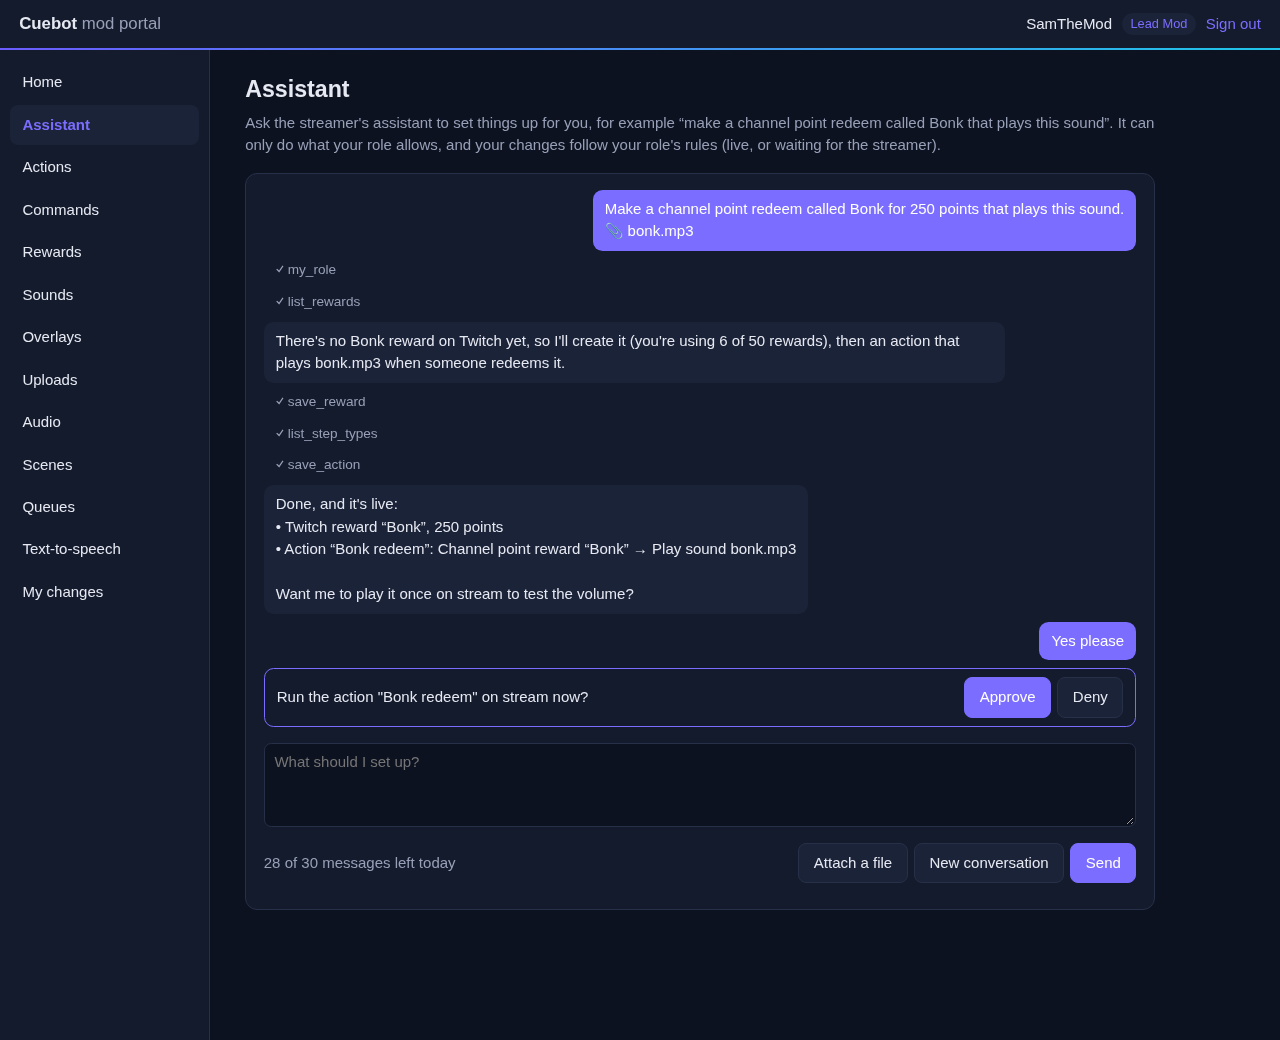 Cuebot mod portal
SamTheMod Lead Mod Sign out
Home
Assistant
Actions
Commands
Rewards
Sounds
Overlays
Uploads
Audio
Scenes
Queues
Text-to-speech
My changes
Assistant
Ask the streamer's assistant to set things up for you, for example “make a channel point redeem called Bonk that plays this sound”. It can
only do what your role allows, and your changes follow your role's rules (live, or waiting for the streamer).
Make a channel point redeem called Bonk for 250 points that plays this sound.
📎 bonk.mp3
✓ my_role
✓ list_rewards
There's no Bonk reward on Twitch yet, so I'll create it (you're using 6 of 50 rewards), then an action that
plays bonk.mp3 when someone redeems it.
✓ save_reward
✓ list_step_types
✓ save_action
Done, and it's live:
• Twitch reward “Bonk”, 250 points
• Action “Bonk redeem”: Channel point reward “Bonk” → Play sound bonk.mp3
Want me to play it once on stream to test the volume?
Yes please
Run the action "Bonk redeem" on stream now?
Approve Deny
What should I set up?
28 of 30 messages left today
Attach a file New conversation Send